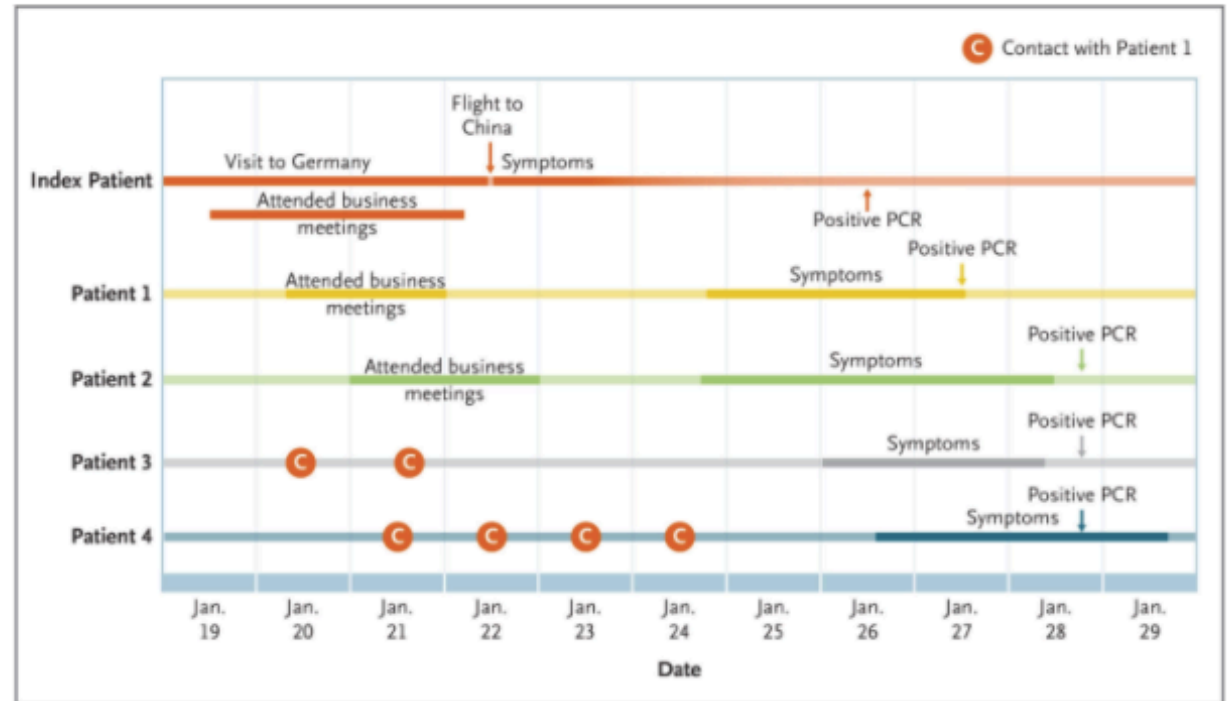 C Contact with Patient 1
Flight to
China
Visit to Germany
Symptoms
Index Patient
Attended business
meetings
Positive PCR
Positive PCR
Attended business
meetings
Symptoms
Patient 1
Positive PCR
Attended business
meetings
Symptoms
Patient 2
Positive PCR
Symptoms
Patient 3
C C
Positive PCR
Symptoms
Patient 4
C C C C
Jan. Jan. Jan. Jan. Jan. Jan. Jan. Jan. Jan. Jan. Jan.
19 20 21 22 23 24 25 26 27 28 29
Date